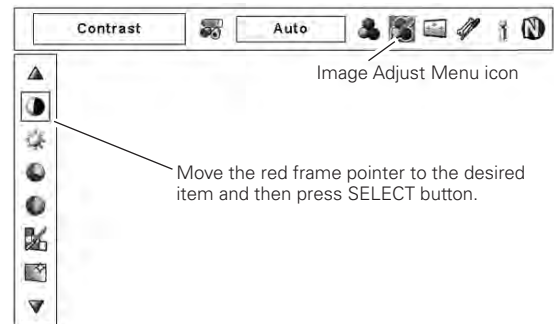 Contrast
Auto
N
Image Adjust Menu icon
Move the red frame pointer to the desired
item and then press SELECT button.